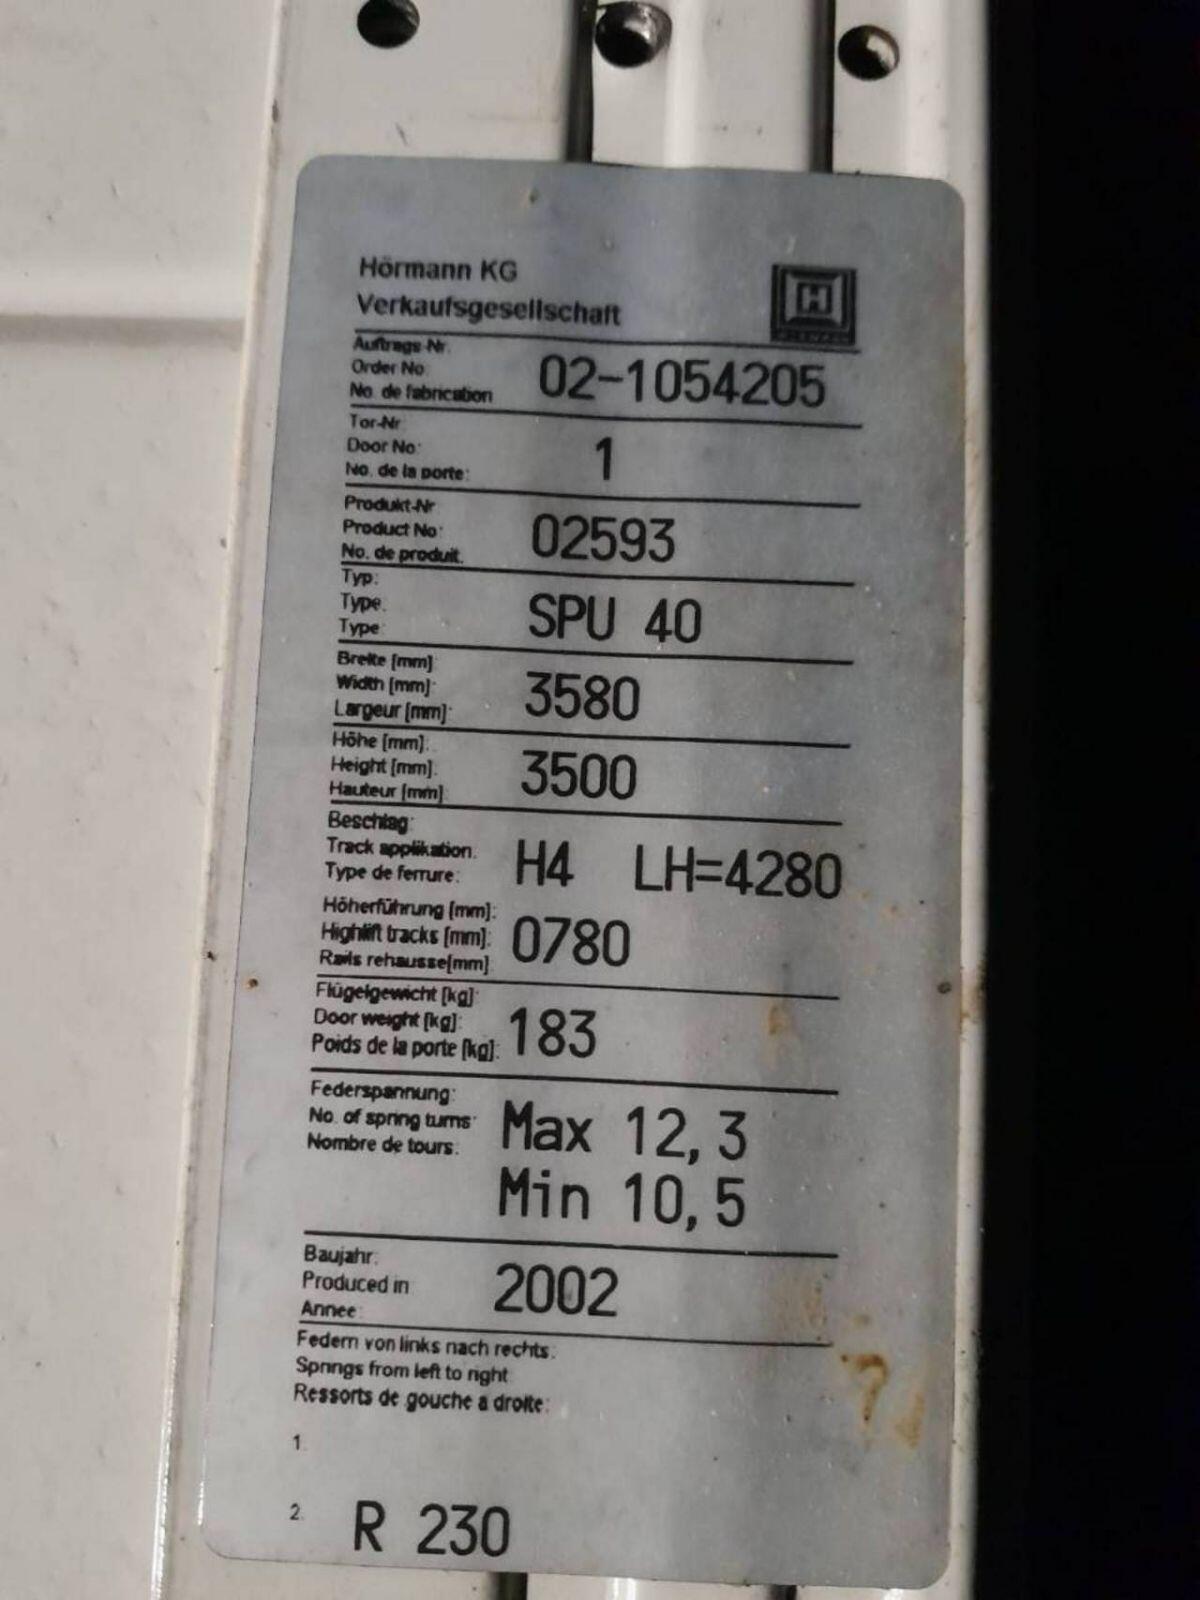 Hörmann KG
Verkaufsgesellschaft
Auftrags-Nr.
Order No
No. de fabrication
02-1054205
Tor-Nr
Door No:
No. de la porte:
1
Produkt-Nr
Product No:
No. de produit.
02593
Typ:
Type.
Type
SPU 40
Breite [mm]
Width [mm]:
Largeur [mm]:
3580
Höhe [mm]:
Height [mm]:
Hauteur [mm]
3500
Beschlag:
Track applikation.
Type de ferrure:
H4 LH=4280
Höherführung [mm]:
Highlift tracks [mm]:
Rails rehausse[mm]
0780
Flügelgewicht [kg]:
Door weight [kg]:
Poids de la porte [kg]:
183
Federspannung:
No. of spring turns:
Nombre de tours:
Max 12,3
Min 10,5
Baujahr:
Produced in
Annee:
2002
Federn von links nach rechts:
Springs from left to right
Ressorts de gouche a droite:
1.
2. R 230